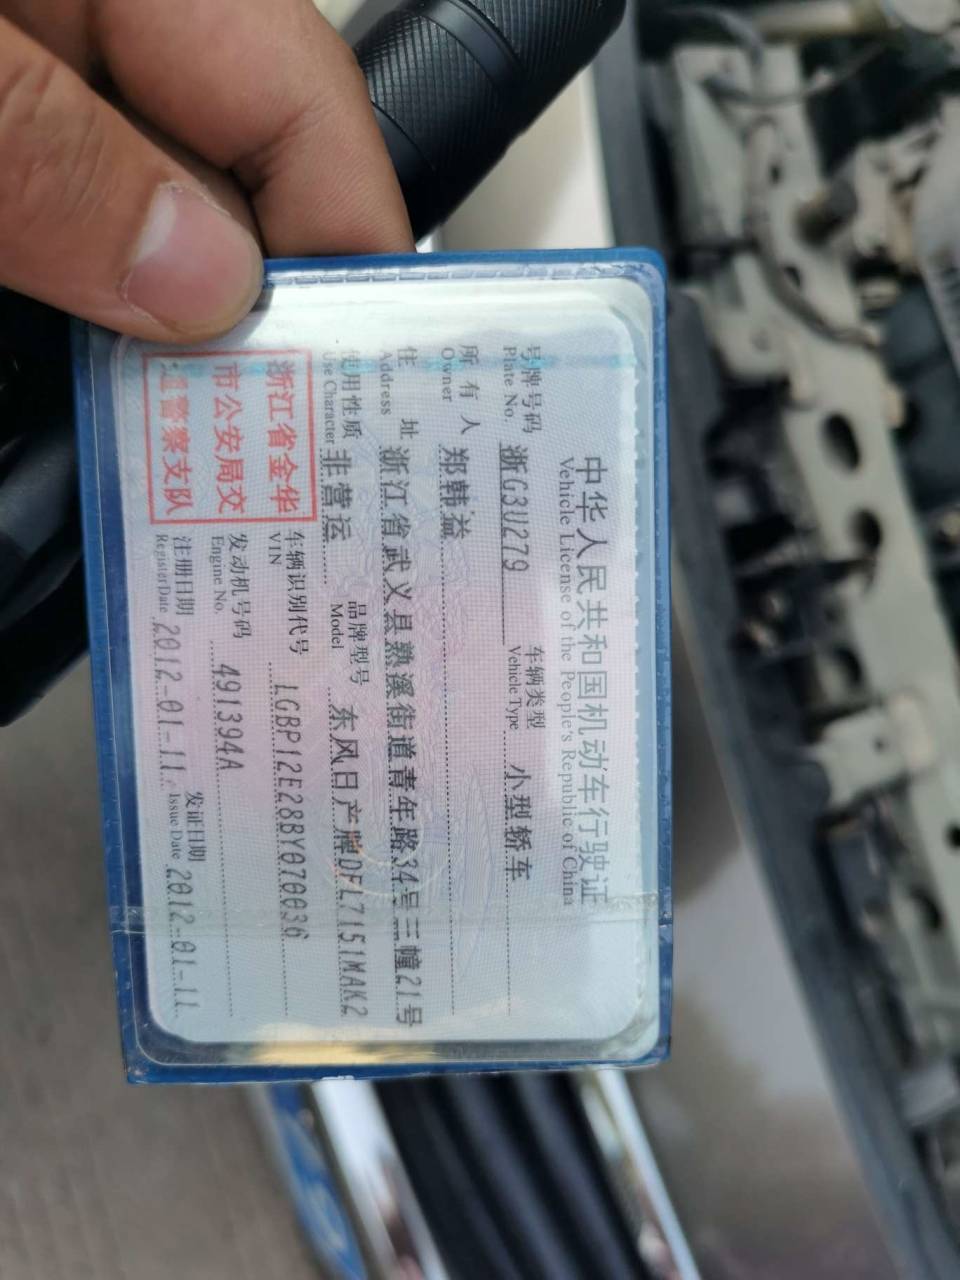 中华人民共和国机动车行驶证
Vehicle License of the People's Republic of China
号牌号码 浙G3U279 车辆类型 小型轿车
Plate No. Vehicle Type
所有人 郑韩益
Owner
住址 浙江省武义县熟溪街道青年路34号三幢21号
Address
使用性质 非营运 品牌型号 东风日产牌DFL7151MAK2
Use Character Model
浙江省金华
市公安局交
通警察支队
车辆识别代号 LGBP12E28BY070036
VIN
发动机号码 491394A
Engine No.
注册日期 2012-01-11 发证日期 2012-01-11
Register Date Issue Date